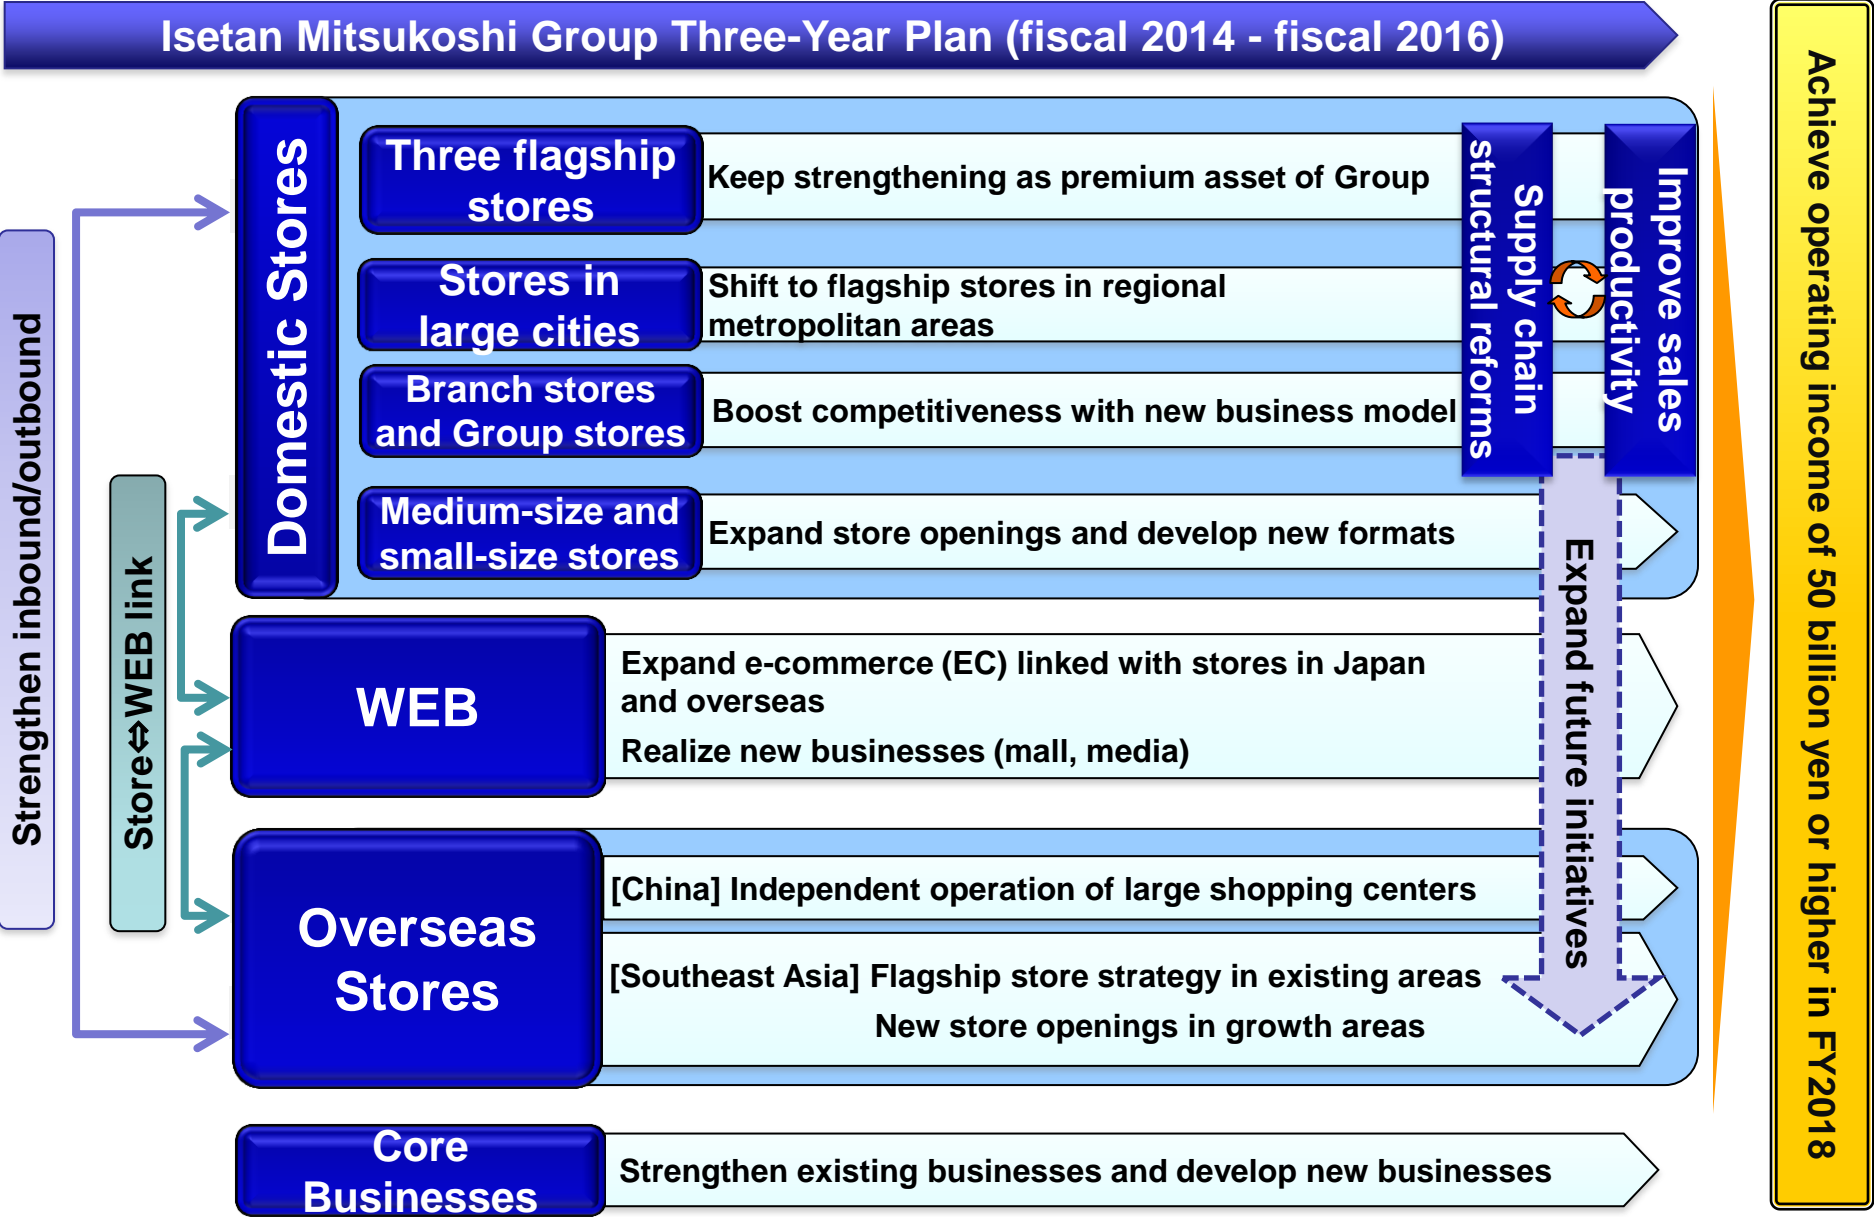 Isetan Mitsukoshi Group Three-Year Plan (fiscal 2014 - fiscal 2016)
Achieve operating income of 50 billion yen or higher in FY2018
Strengthen inbound/outbound
Store⇔WEB link
Domestic Stores
Three flagship
stores
Keep strengthening as premium asset of Group
Stores in
large cities
Shift to flagship stores in regional
metropolitan areas
Branch stores
and Group stores
Boost competitiveness with new business model
Medium-size and
small-size stores
Expand store openings and develop new formats
Supply chain
structural reforms
Improve sales
productivity
Expand future initiatives
WEB
Expand e-commerce (EC) linked with stores in Japan
and overseas
Realize new businesses (mall, media)
Overseas
Stores
[China] Independent operation of large shopping centers
[Southeast Asia] Flagship store strategy in existing areas
New store openings in growth areas
Core
Businesses
Strengthen existing businesses and develop new businesses